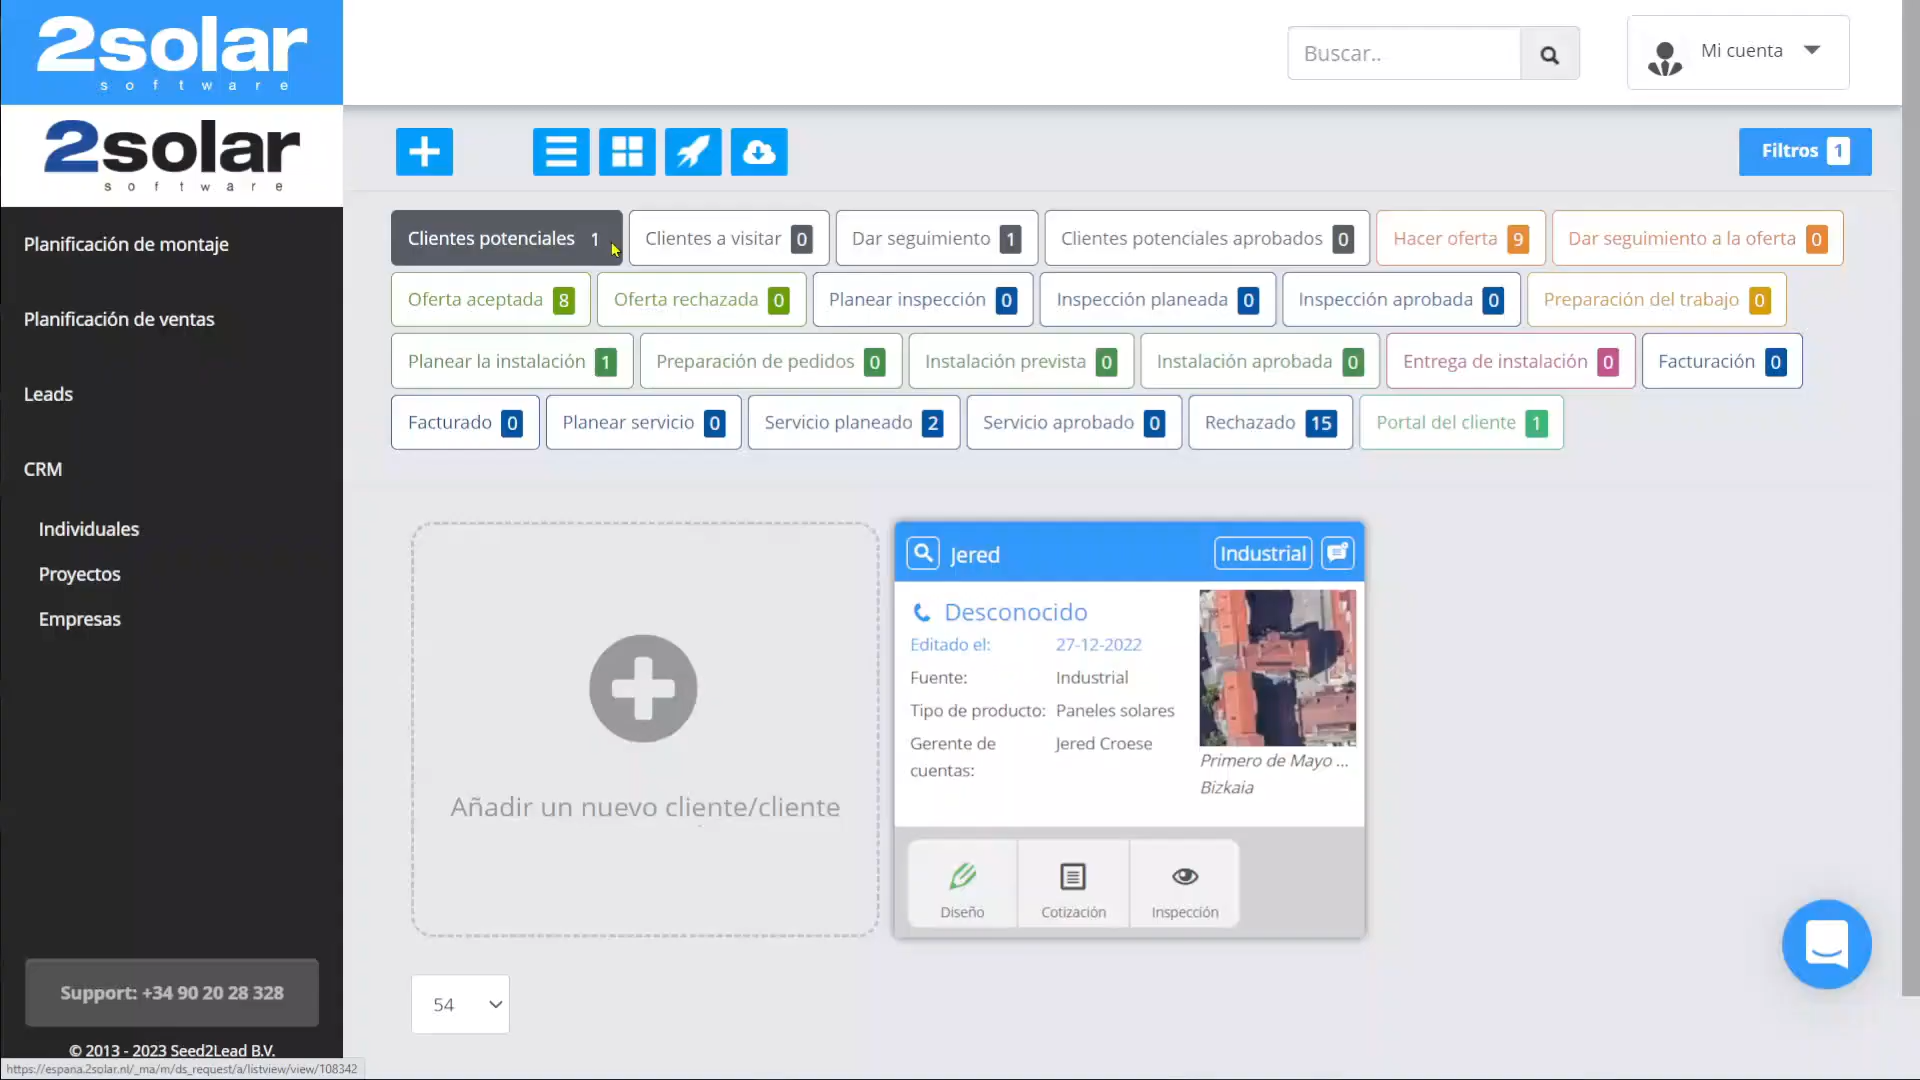 2solar
software
Buscar..
Mi cuenta
2solar
software
Filtros 1
Planificación de montaje
Planificación de ventas
Leads
CRM
Individuales
Proyectos
Empresas
Clientes potenciales 1
Clientes a visitar 0
Dar seguimiento 1
Clientes potenciales aprobados 0
Hacer oferta 9
Dar seguimiento a la oferta 0
Oferta aceptada 8
Oferta rechazada 0
Planear inspección 0
Inspección planeada 0
Inspección aprobada 0
Preparación del trabajo 0
Planear la instalación 1
Preparación de pedidos 0
Instalación prevista 0
Instalación aprobada 0
Entrega de instalación 0
Facturación 0
Facturado 0
Planear servicio 0
Servicio planeado 2
Servicio aprobado 0
Rechazado 15
Portal del cliente 1
Añadir un nuevo cliente/cliente
Jered
Industrial
Desconocido
Editado el: 27-12-2022
Fuente: Industrial
Tipo de producto: Paneles solares
Gerente de cuentas: Jered Croese
Primero de Mayo ...
Bizkaia
Diseño
Cotización
Inspección
54
Support: +34 90 20 28 328
© 2013 - 2023 Seed2Lead B.V.
https://espana.2solar.nl/_ma/m/ds_request/a/listview/view/108342